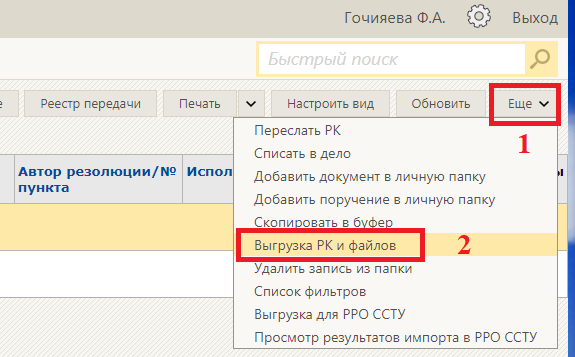 Гочияева Ф.А. Выход
Быстрый поиск
е Реестр передачи Печать Настроить вид Обновить Еще
1
Переслать РК
Списать в дело
Автор резолюции/№ пункта
Испол
ы
Добавить документ в личную папку
Добавить поручение в личную папку
Скопировать в буфер
Выгрузка РК и файлов 2
Удалить запись из папки
Список фильтров
Выгрузка для РРО ССТУ
Просмотр результатов импорта в РРО ССТУ